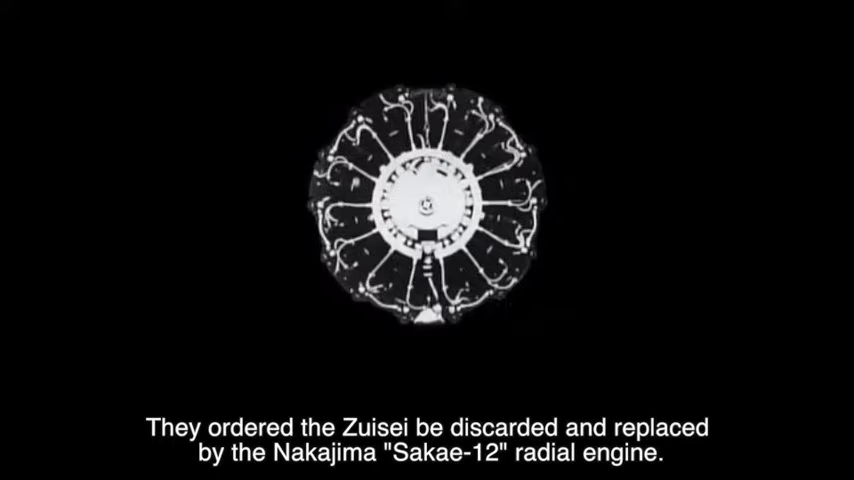 They ordered the Zuisei be discarded and replaced
by the Nakajima "Sakae-12" radial engine.